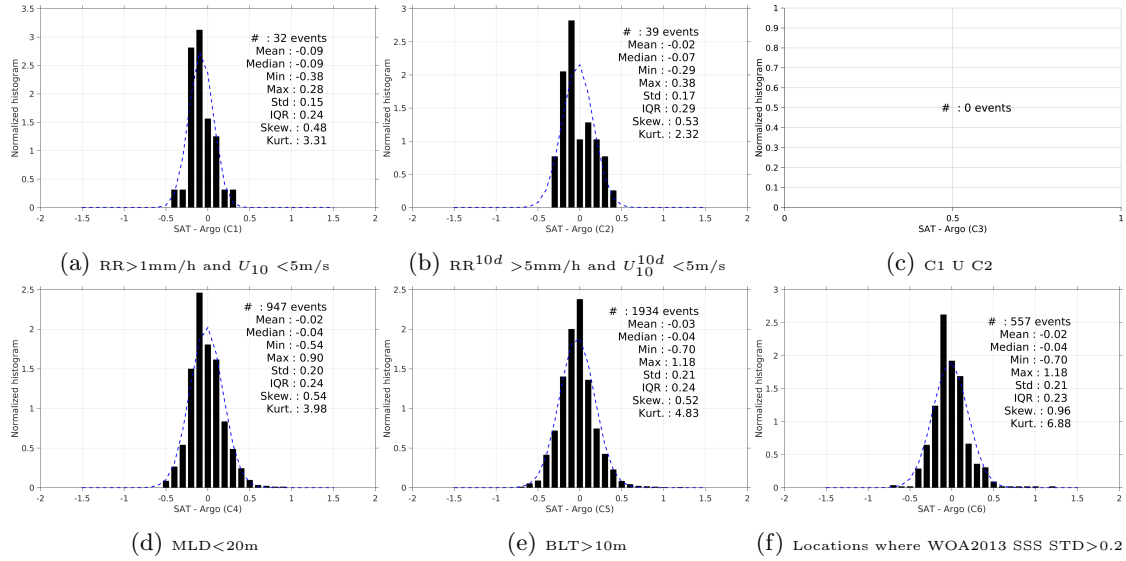 3.5
3
2.5
2
1.5
1
0.5
0
-2 -1.5 -1 -0.5 0 0.5 1 1.5 2
Normalized histogram
SAT - Argo (C1)
# : 32 events
Mean : -0.09
Median : -0.09
Min : -0.38
Max : 0.28
Std : 0.15
IQR : 0.24
Skew. : 0.48
Kurt. : 3.31
(a) RR>1mm/h and U10 <5m/s
3
2.5
2
1.5
1
0.5
0
-2 -1.5 -1 -0.5 0 0.5 1 1.5 2
Normalized histogram
SAT - Argo (C2)
# : 39 events
Mean : -0.02
Median : -0.07
Min : -0.29
Max : 0.38
Std : 0.17
IQR : 0.29
Skew. : 0.53
Kurt. : 2.32
(b) RR10d >5mm/h and U10d10 <5m/s
1
0.9
0.8
0.7
0.6
0.5
0.4
0.3
0.2
0.1
0
0 0.5 1
Normalized histogram
SAT - Argo (C3)
# : 0 events
(c) C1 U C2
2.5
2
1.5
1
0.5
0
-2 -1.5 -1 -0.5 0 0.5 1 1.5 2
Normalized histogram
SAT - Argo (C4)
# : 947 events
Mean : -0.02
Median : -0.04
Min : -0.54
Max : 0.90
Std : 0.20
IQR : 0.24
Skew. : 0.54
Kurt. : 3.98
(d) MLD<20m
2.5
2
1.5
1
0.5
0
-2 -1.5 -1 -0.5 0 0.5 1 1.5 2
Normalized histogram
SAT - Argo (C5)
# : 1934 events
Mean : -0.03
Median : -0.04
Min : -0.70
Max : 1.18
Std : 0.21
IQR : 0.24
Skew. : 0.52
Kurt. : 4.83
(e) BLT>10m
3
2.5
2
1.5
1
0.5
0
-2 -1.5 -1 -0.5 0 0.5 1 1.5 2
Normalized histogram
SAT - Argo (C6)
# : 557 events
Mean : -0.02
Median : -0.04
Min : -0.70
Max : 1.18
Std : 0.21
IQR : 0.23
Skew. : 0.96
Kurt. : 6.88
(f) Locations where WOA2013 SSS STD>0.2